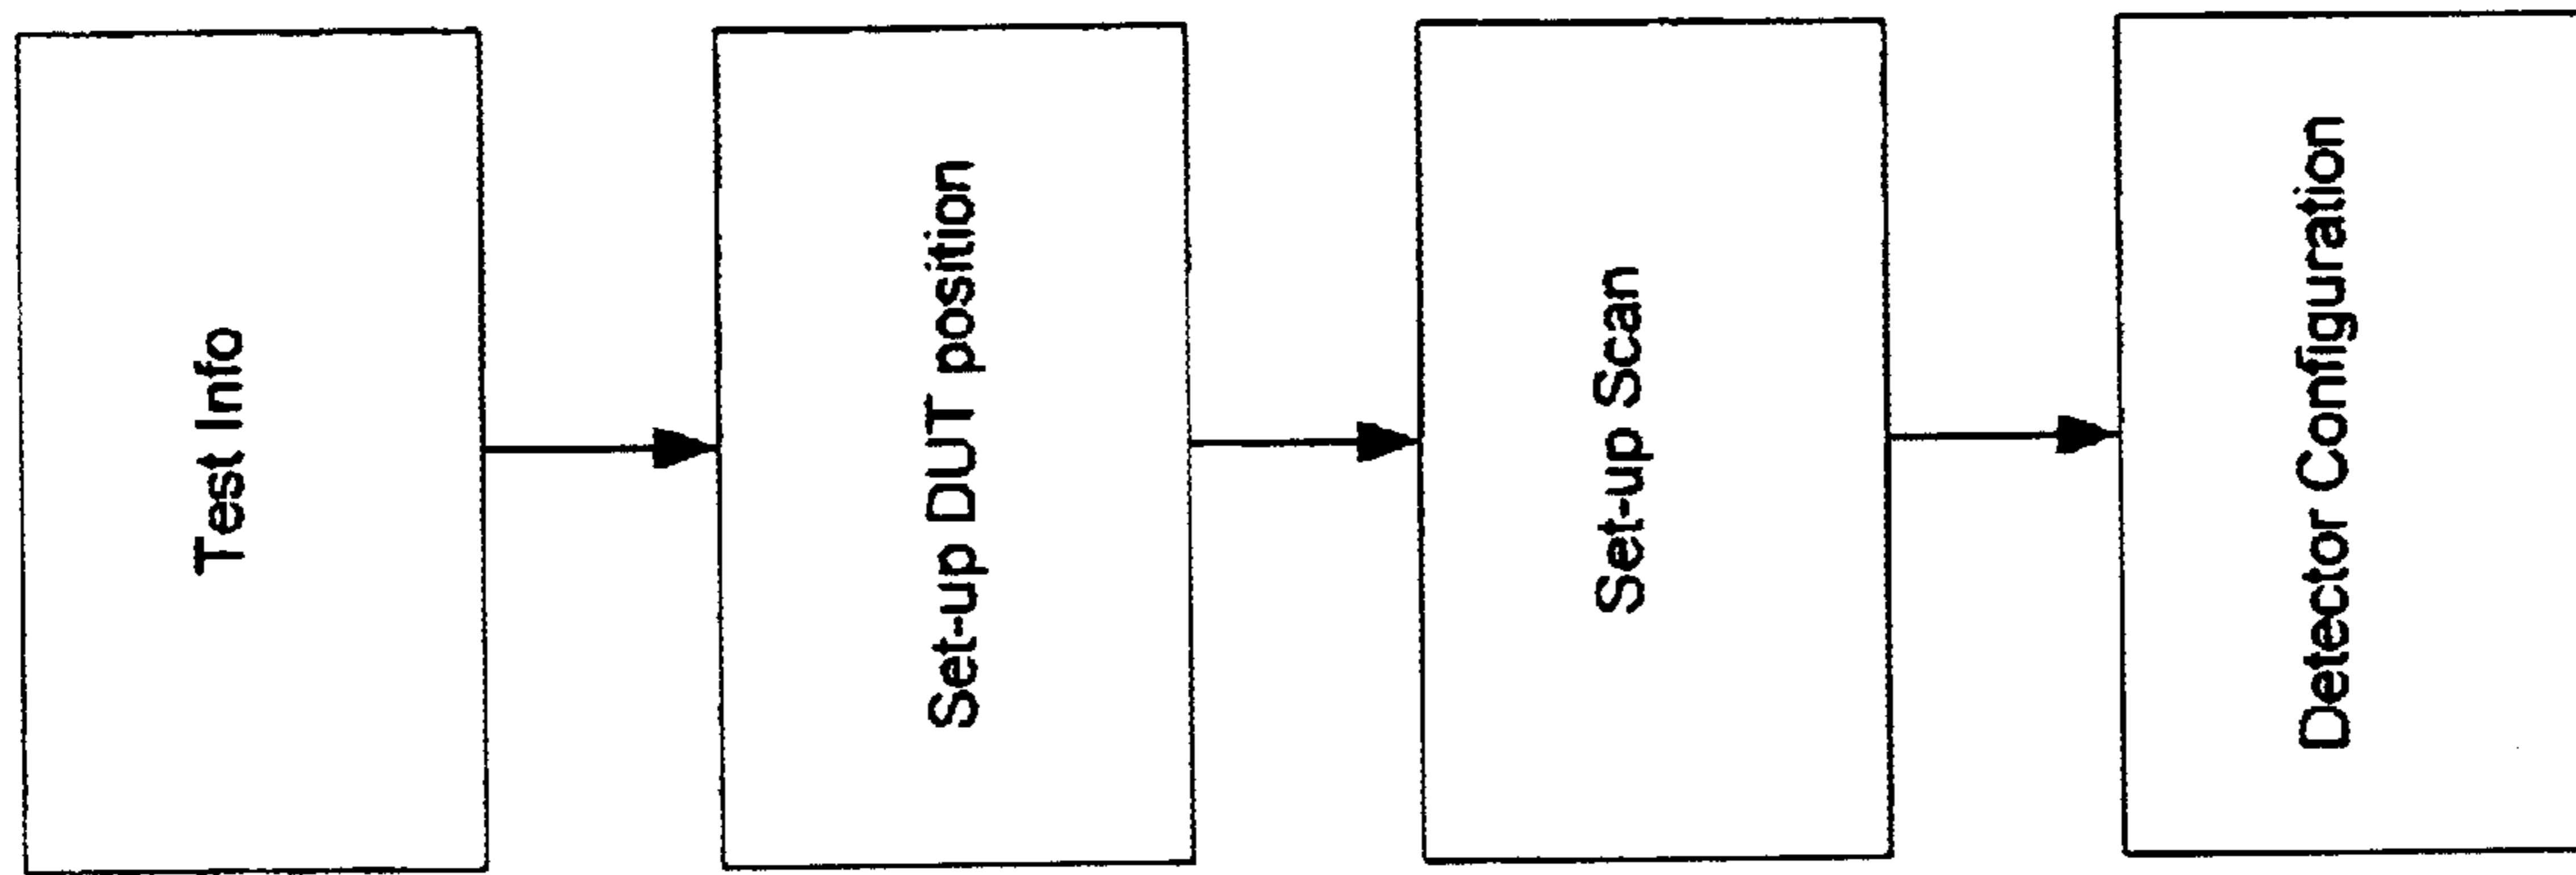 Test Info
Set-up DUT position
Set-up Scan
Detector Configuration